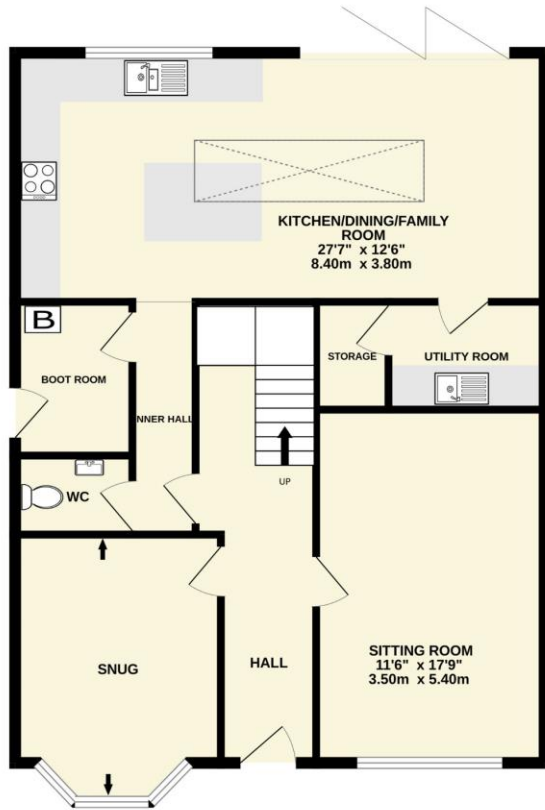 KITCHEN/DINING/FAMILY
ROOM
27'7" x 12'6"
8.40m x 3.80m
B
BOOT ROOM
STORAGE
UTILITY ROOM
NNER HALL
WC
UP
SNUG
HALL
SITTING ROOM
11'6" x 17'9"
3.50m x 5.40m